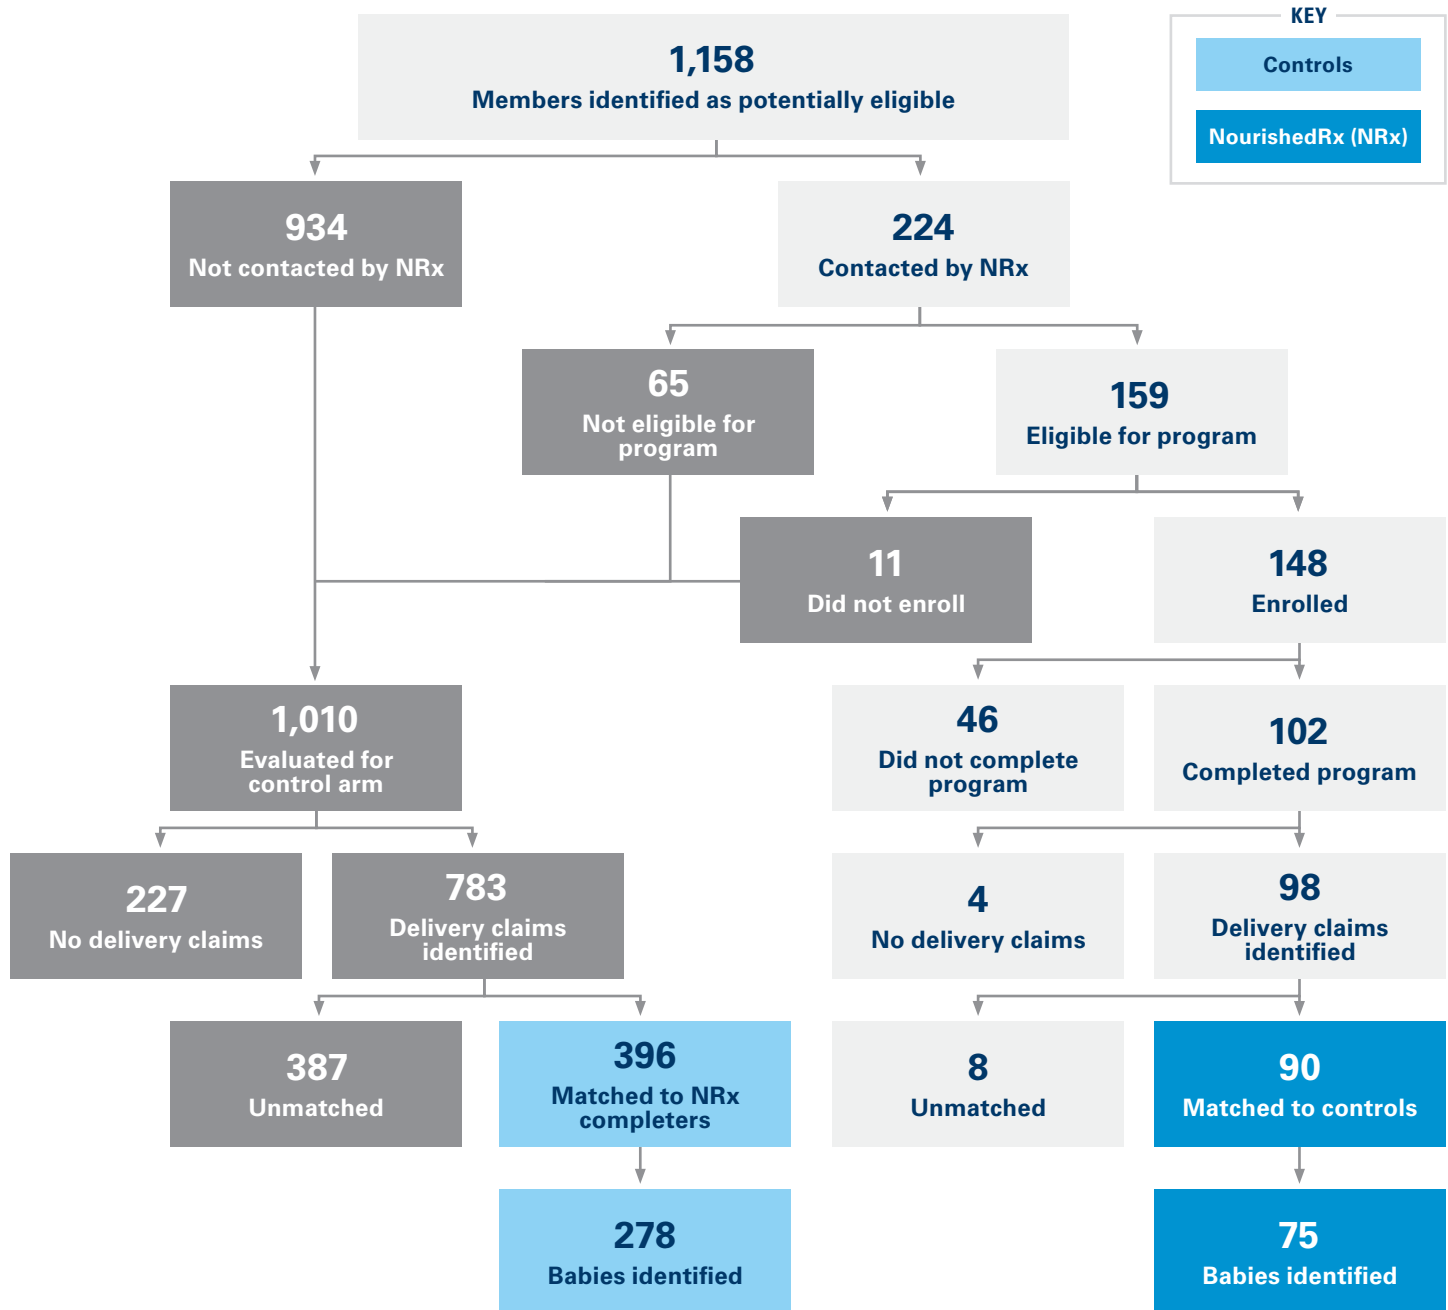 KEY
Controls
NourishedRx (NRx)
1,158
Members identified as potentially eligible
934
Not contacted by NRx
224
Contacted by NRx
65
Not eligible for
program
159
Eligible for program
11
Did not enroll
148
Enrolled
1,010
Evaluated for
control arm
46
Did not complete
program
102
Completed program
227
No delivery claims
783
Delivery claims
identified
4
No delivery claims
98
Delivery claims
identified
387
Unmatched
396
Matched to NRx
completers
8
Unmatched
90
Matched to controls
278
Babies identified
75
Babies identified